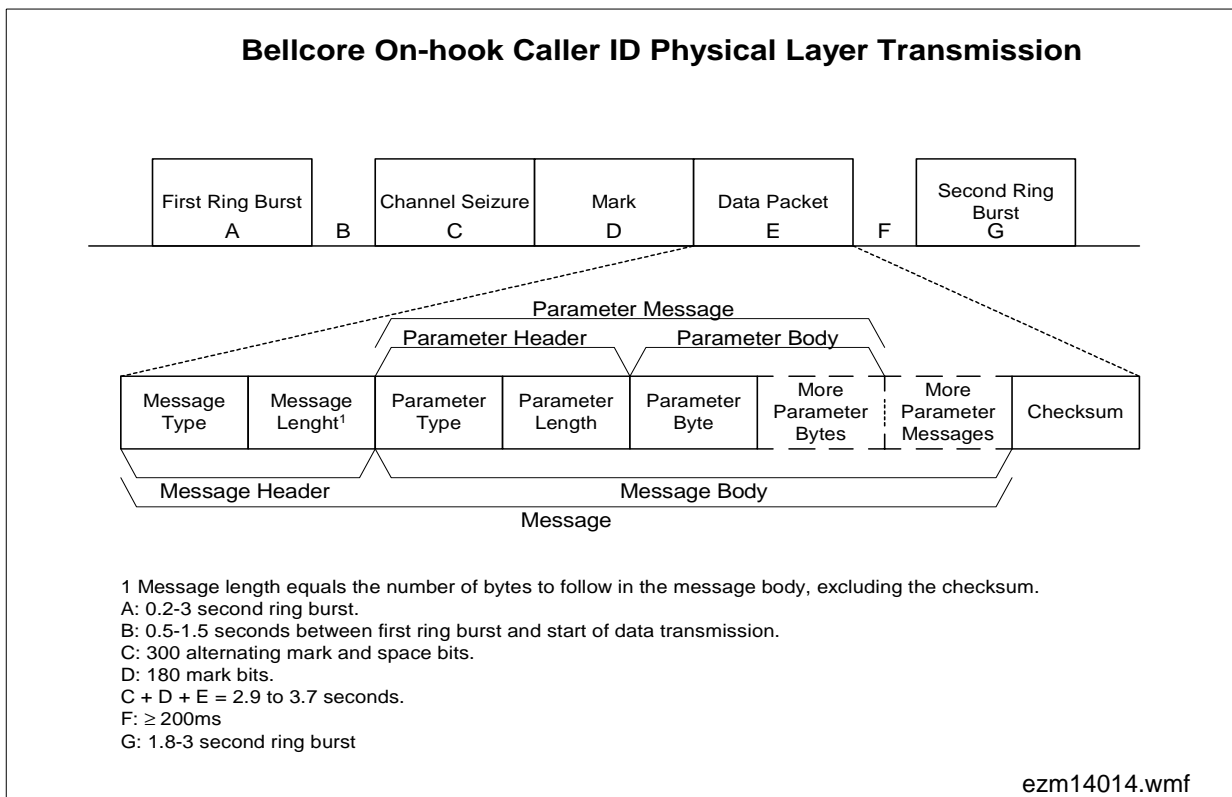 Bellcore On-hook Caller ID Physical Layer Transmission
First Ring Burst
A
B
Channel Seizure
C
Mark
D
Data Packet
E
F
Second Ring
Burst
G
Parameter Message
Parameter Header
Parameter Body
Message
Type
Message
Lenght¹
Parameter
Type
Parameter
Length
Parameter
Byte
More
Parameter
Bytes
More
Parameter
Messages
Checksum
Message Header
Message Body
Message
1 Message length equals the number of bytes to follow in the message body, excluding the checksum.
A: 0.2-3 second ring burst.
B: 0.5-1.5 seconds between first ring burst and start of data transmission.
C: 300 alternating mark and space bits.
D: 180 mark bits.
C + D + E = 2.9 to 3.7 seconds.
F: ≥ 200ms
G: 1.8-3 second ring burst
ezm14014.wmf